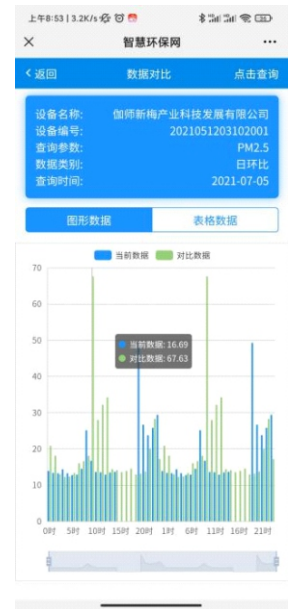 上午8:53 | 3.2K/s
智慧环保网
返回 数据对比 点击查询
设备名称: 伽师新梅产业科技发展有限公司
设备编号: 2021051203102001
查询参数: PM2.5
数据类别: 日环比
查询时间: 2021-07-05
图形数据 表格数据
当前数据 对比数据
70
60
50
当前数据: 16.69
对比数据: 67.63
40
30
20
10
0
0时 5时 10时 15时 20时 1时 6时 11时 16时 21时